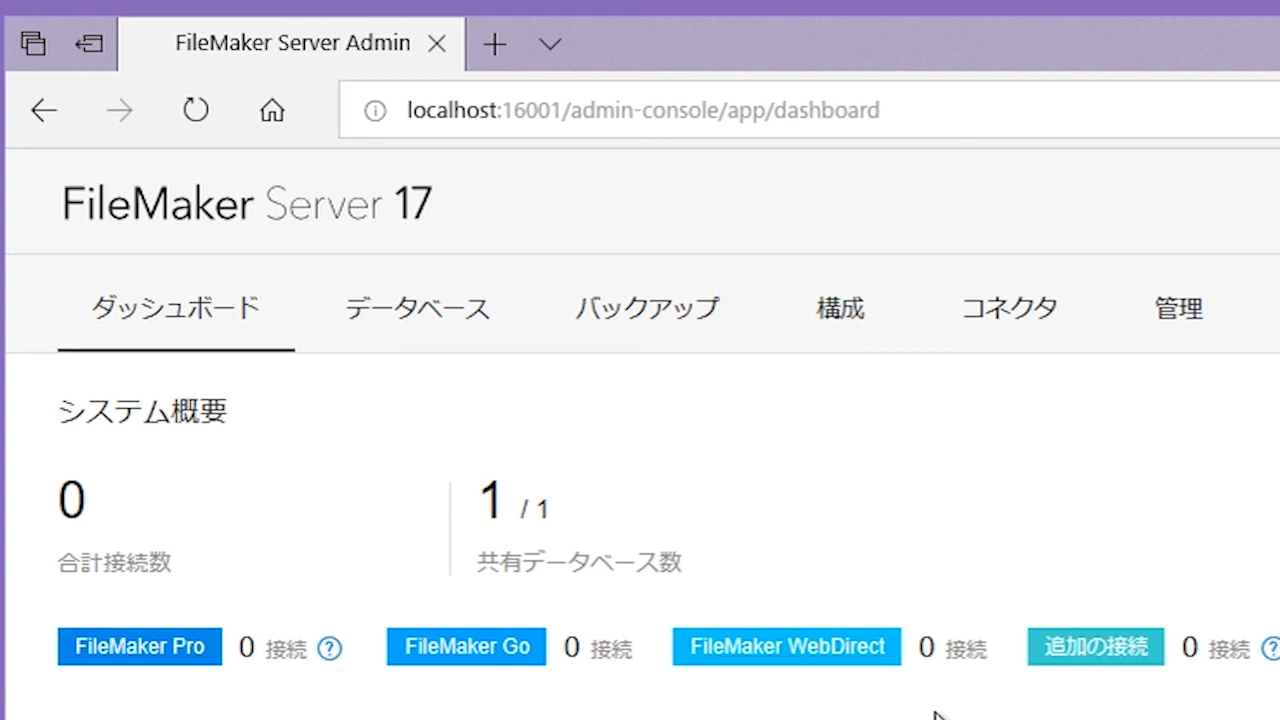 FileMaker Server Admin
localhost:16001/admin-console/app/dashboard
FileMaker Server 17
ダッシュボード データベース バックアップ 構成 コネクタ 管理
システム概要
0 1 / 1
合計接続数 共有データベース数
FileMaker Pro 0 接続 ? FileMaker Go 0 接続 FileMaker WebDirect 0 接続 追加の接続 0 接続 ?